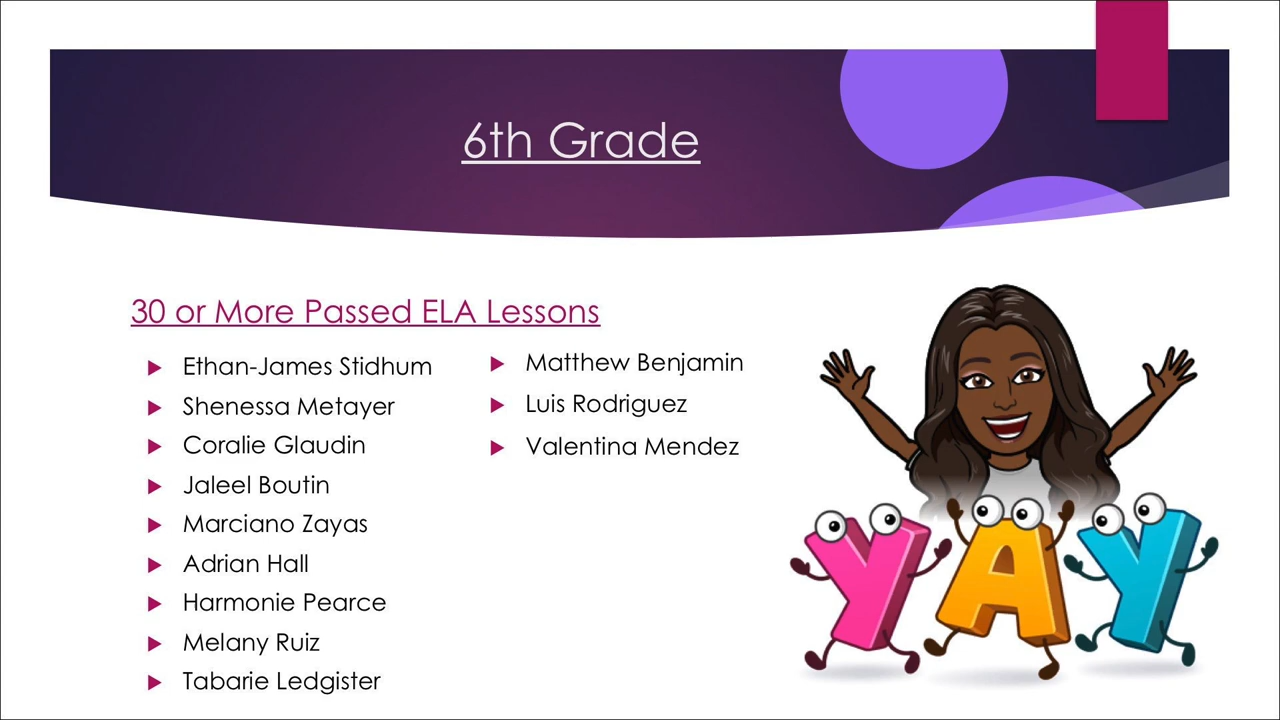 6th Grade
30 or More Passed ELA Lessons
Ethan-James Stidhum
Shenessa Metayer
Coralie Glaudin
Jaleel Boutin
Marciano Zayas
Adrian Hall
Harmonie Pearce
Melany Ruiz
Tabarie Ledgister
Matthew Benjamin
Luis Rodriguez
Valentina Mendez
YAY